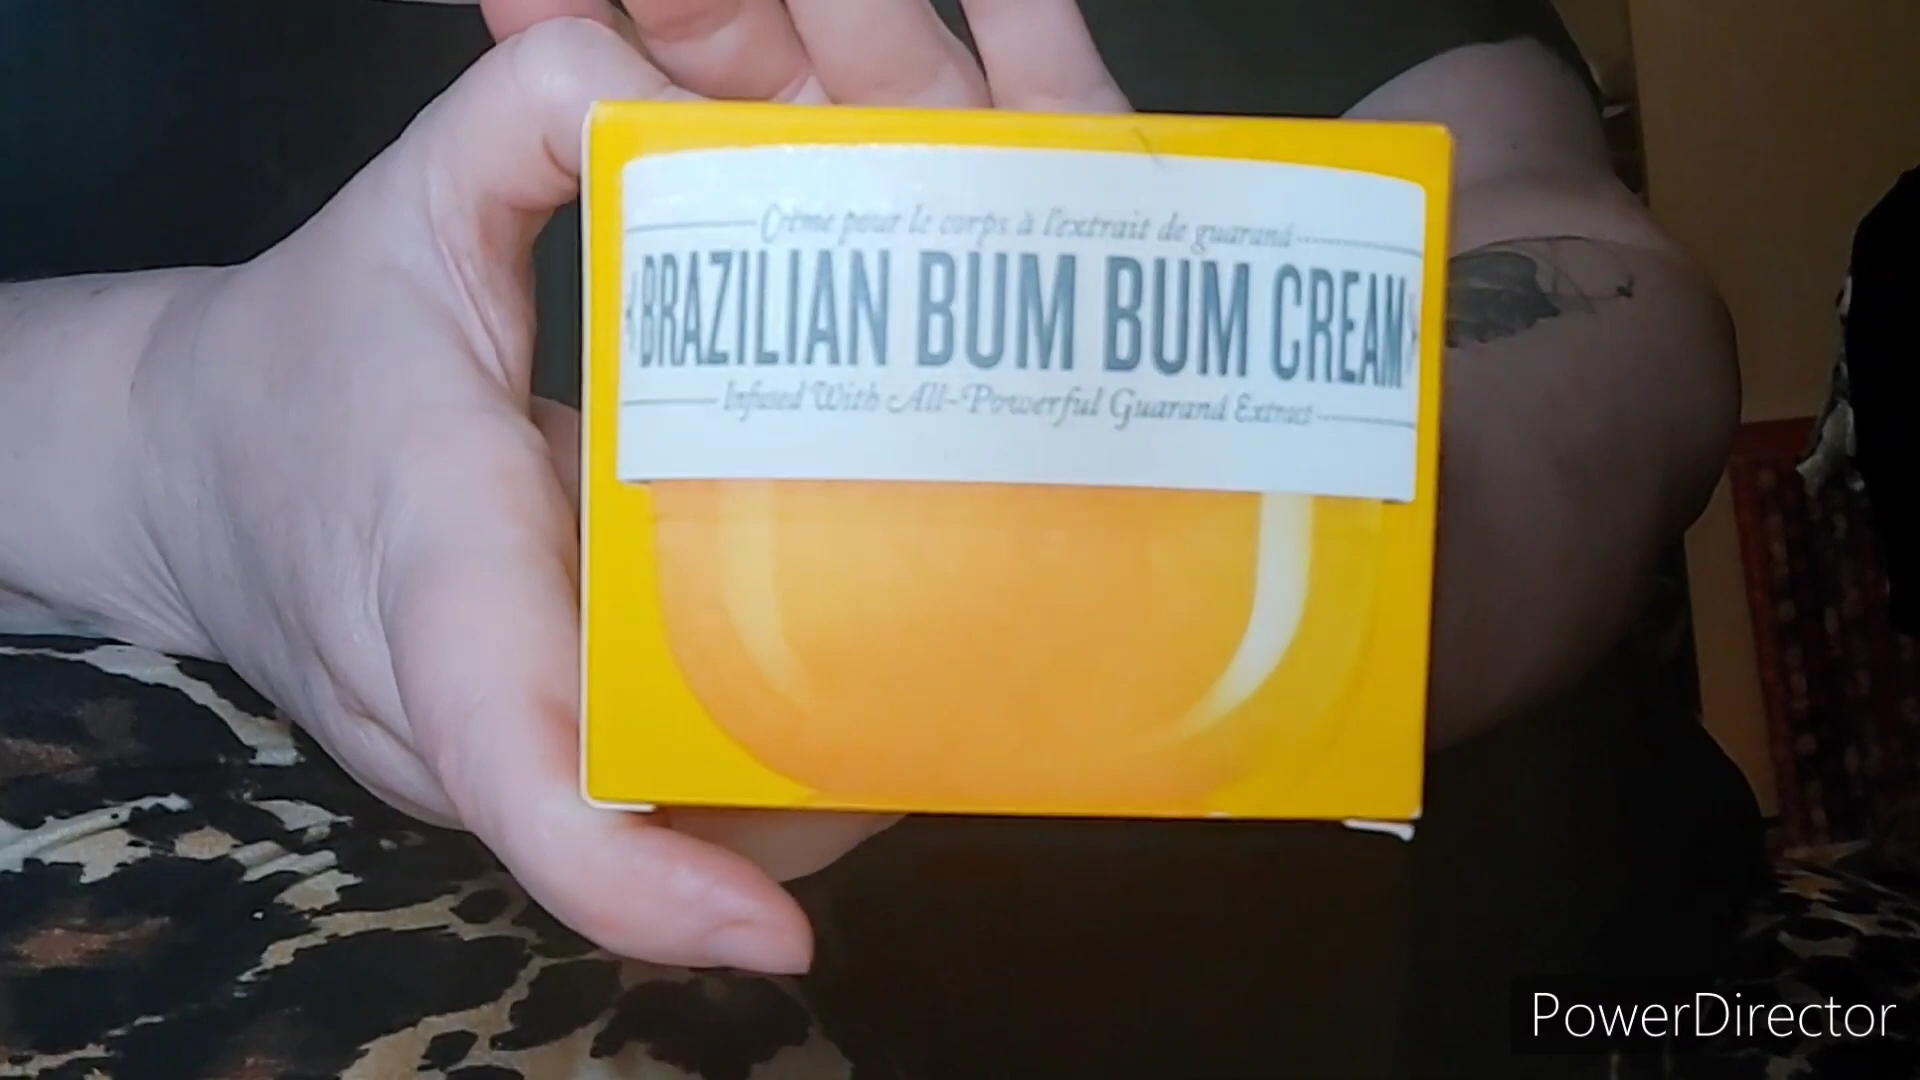 Crème pour le corps à l'extrait de guaraná
BRAZILIAN BUM BUM CREAM
Infused With All-Powerful Guaraná Extract
PowerDirector